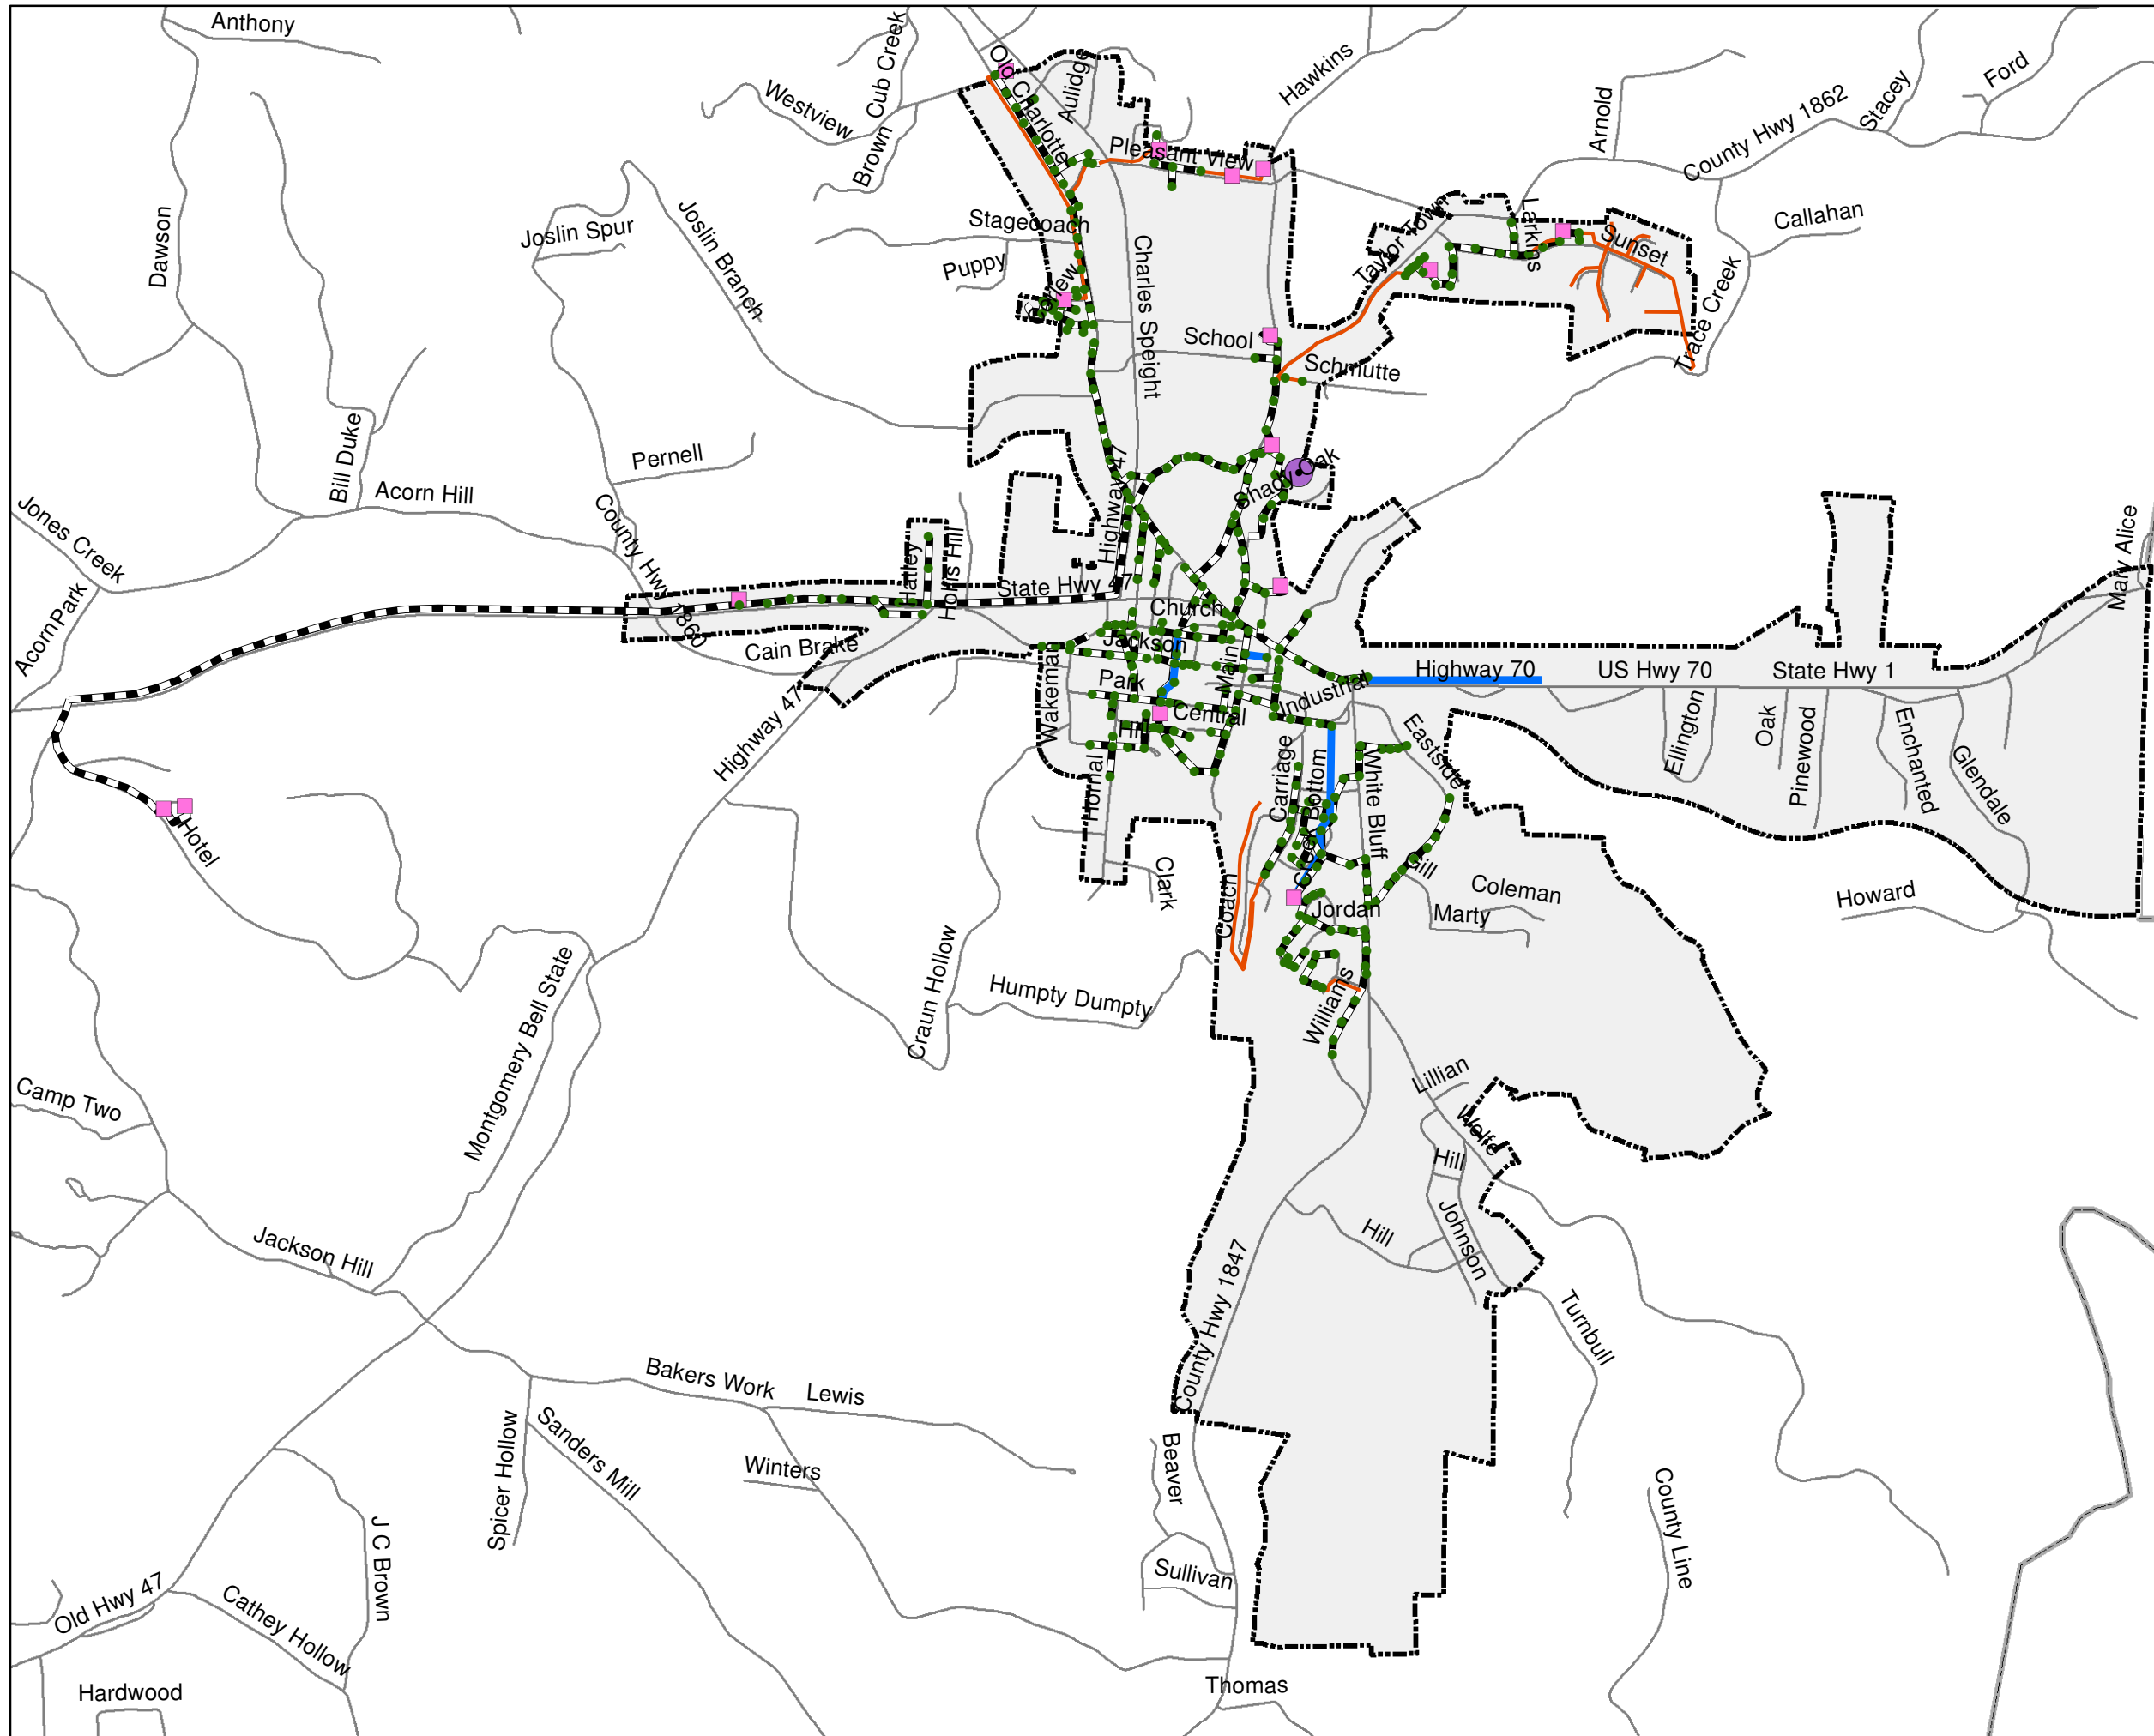 Anthony
Cub Creek
Old Charlotte
Aulidge
Hawkins
Ford
Westview
Brown
Arnold
County Hwy 1862
Stacey
Pleasant View
Dawson
Joslin Spur
Joslin Branch
Stagecoach
Puppy
Corlew
Charles Speight
Taylor Town
Larkins
Sunset
Callahan
Trace Creek
School
Schmutte
Bill Duke
Pernell
Acorn Hill
Highway 47
Shady Oak
Jones Creek
County Hwy 1860
Hatley
Hollis Hill
State Hwy 47
Mary Alice
Acorn Park
Church
Cain Brake
Jackson
Wakeman
Park
Main
Highway 70
US Hwy 70
State Hwy 1
Central
Industrial
Hill
Highway 47
Hornal
Carriage
White Bluff
Eastside
Ellington
Oak
Pinewood
Enchanted
Glendale
Hotel
Clark
Coach
Gill
Coleman
Marty
Jordan
Howard
Craun Hollow
Humpty Dumpty
Montgomery Bell State
Williams
Camp Two
Lillian
Wolfe
Hill
Hill
Johnson
Jackson Hill
County Hwy 1847
Turnbull
Bakers Work
Lewis
Spicer Hollow
Sanders Mill
Winters
Beaver
County Line
J C Brown
Sullivan
Old Hwy 47
Cathey Hollow
Hardwood
Thomas